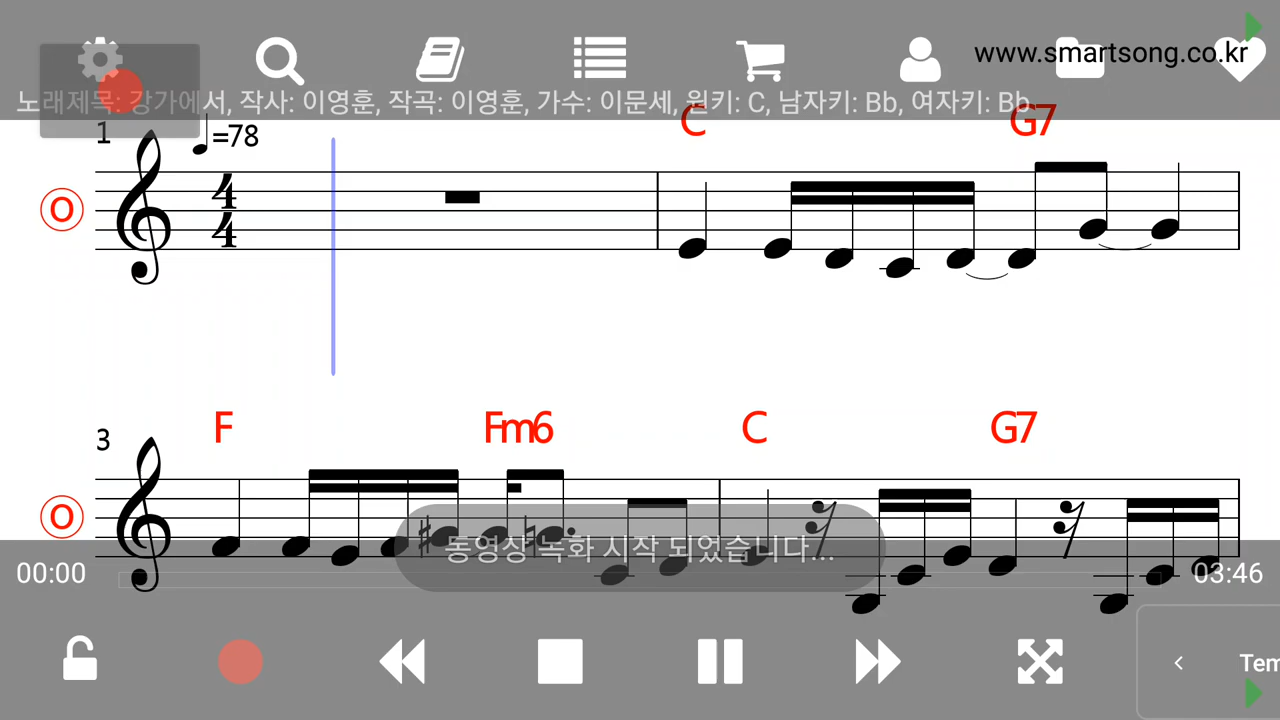 www.smartsong.co.kr
노래제목: 강가에서, 작사: 이영훈, 작곡: 이영훈, 가수: 이문세, 원키: C, 남자키: Bb, 여자키: Bb
1 =78 C G7
O 4
4
3 F Fm6 C G7
O
동영상 녹화 시작 되었습니다...
00:00 03:46
Tem